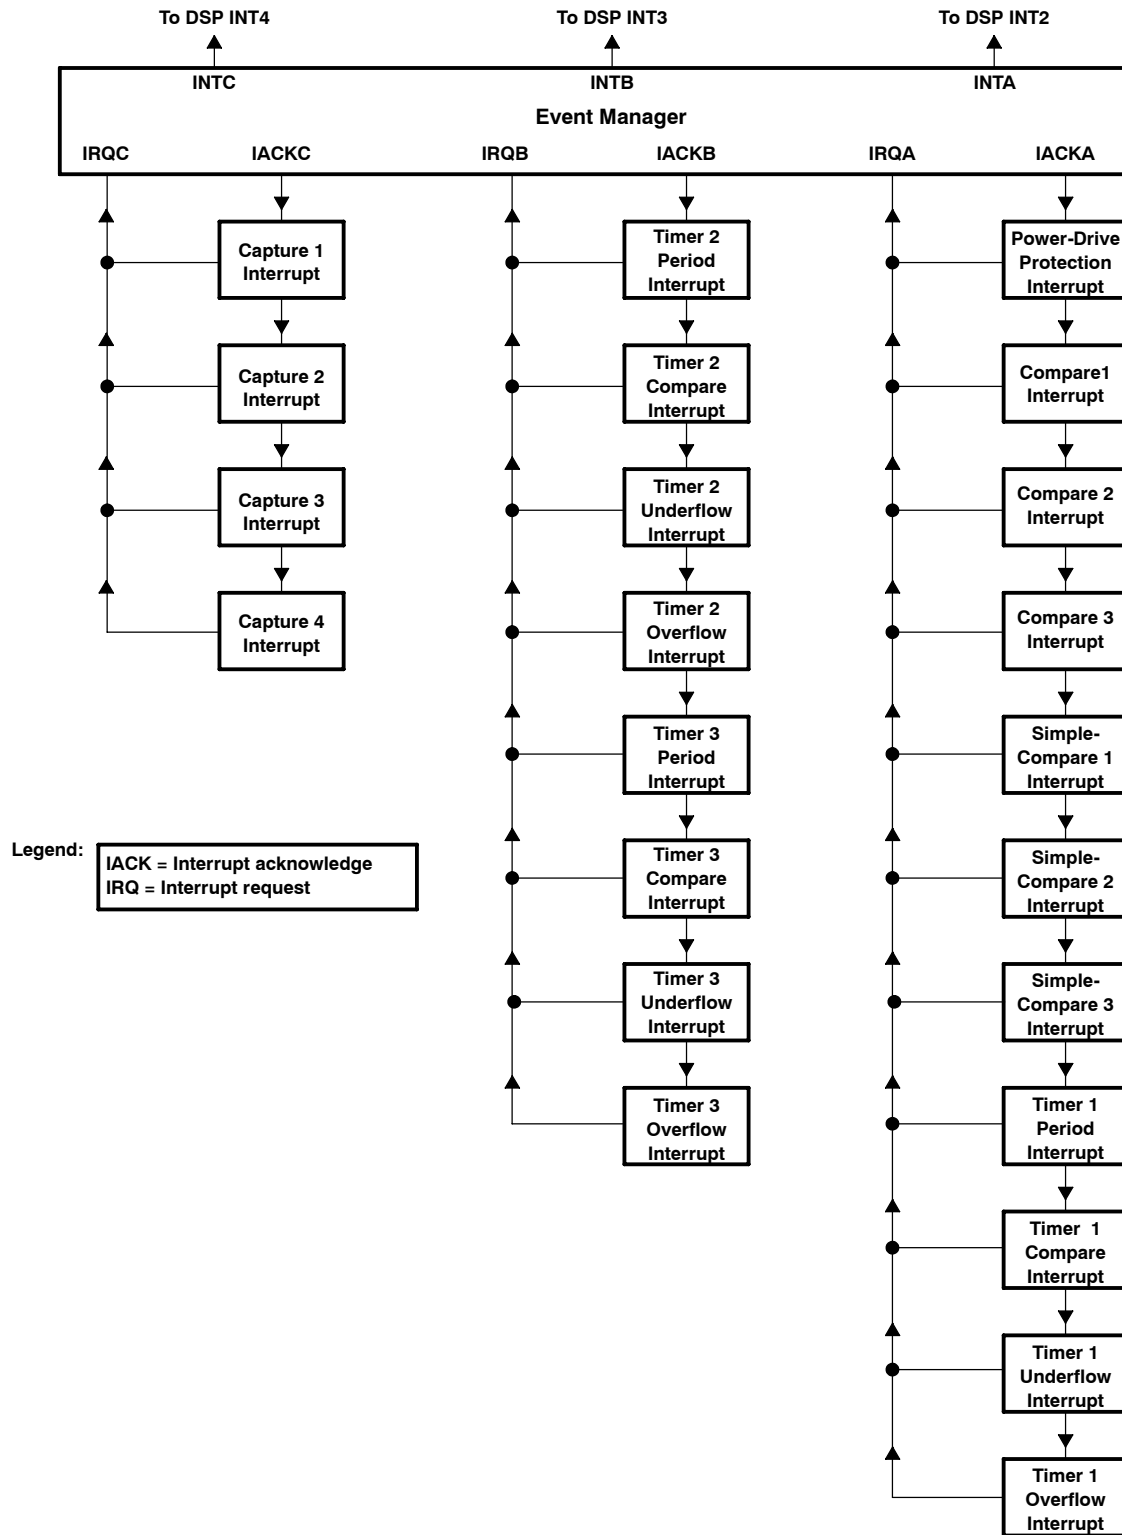 To DSP INT4
To DSP INT3
To DSP INT2
INTC
INTB
INTA
Event Manager
IRQC
IACKC
IRQB
IACKB
IRQA
IACKA
Capture 1
Interrupt
Capture 2
Interrupt
Capture 3
Interrupt
Capture 4
Interrupt
Timer 2
Period
Interrupt
Timer 2
Compare
Interrupt
Timer 2
Underflow
Interrupt
Timer 2
Overflow
Interrupt
Timer 3
Period
Interrupt
Timer 3
Compare
Interrupt
Timer 3
Underflow
Interrupt
Timer 3
Overflow
Interrupt
Power-Drive
Protection
Interrupt
Compare1
Interrupt
Compare 2
Interrupt
Compare 3
Interrupt
Simple-
Compare 1
Interrupt
Simple-
Compare 2
Interrupt
Simple-
Compare 3
Interrupt
Timer 1
Period
Interrupt
Timer 1
Compare
Interrupt
Timer 1
Underflow
Interrupt
Timer 1
Overflow
Interrupt
Legend:
IACK = Interrupt acknowledge
IRQ = Interrupt request